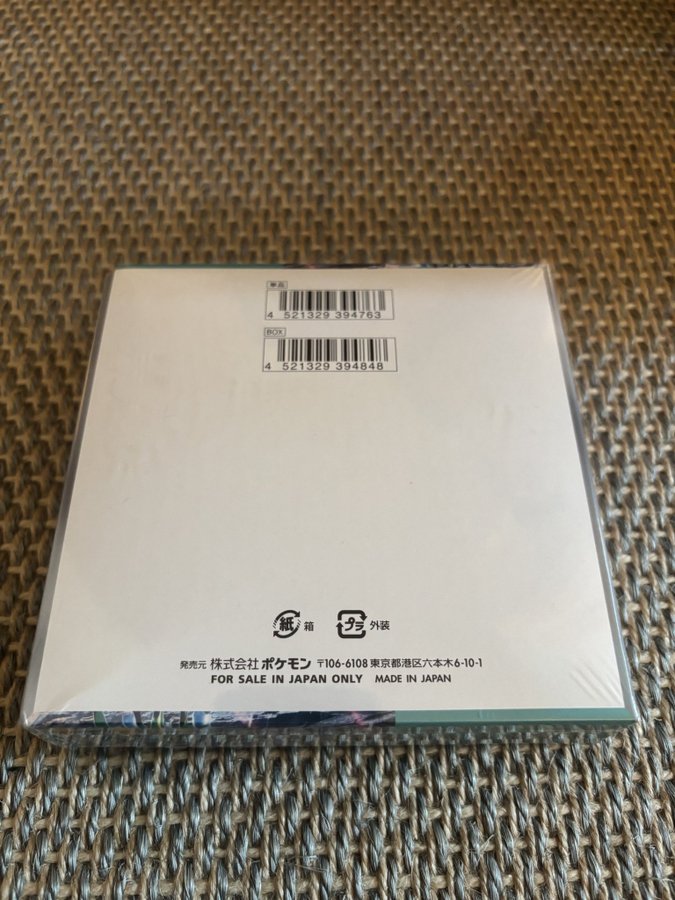 単品
4 521329 394763
BOX
4 521329 394848
紙 箱 プラ 外装
発売元 株式会社 ポケモン 〒106-6108 東京都港区六本木6-10-1
FOR SALE IN JAPAN ONLY MADE IN JAPAN